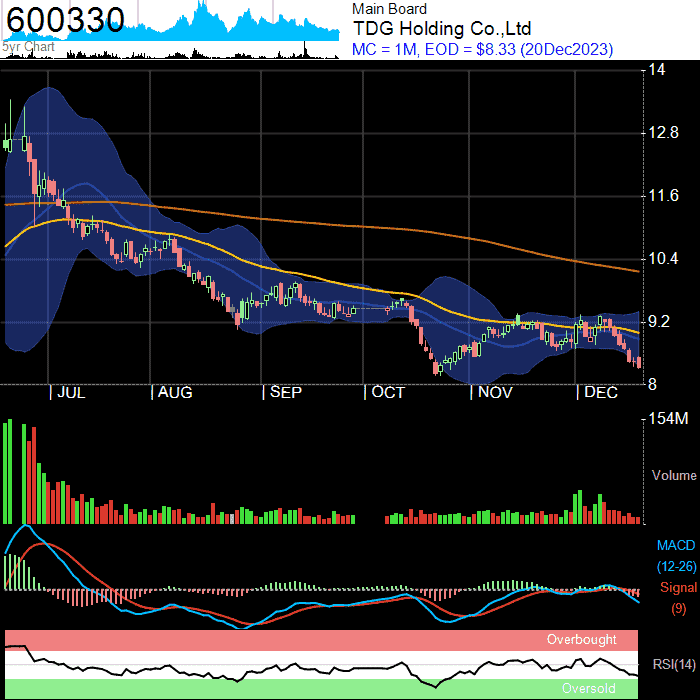 600330
5yr Chart
Main Board
TDG Holding Co.,Ltd
MC = 1M, EOD = $8.33 (20Dec2023)
14
12.8
11.6
10.4
9.2
8
| JUL | AUG | SEP | OCT | NOV | DEC
154M
Volume
MACD
(12-26)
Signal
(9)
Overbought
RSI(14)
Oversold